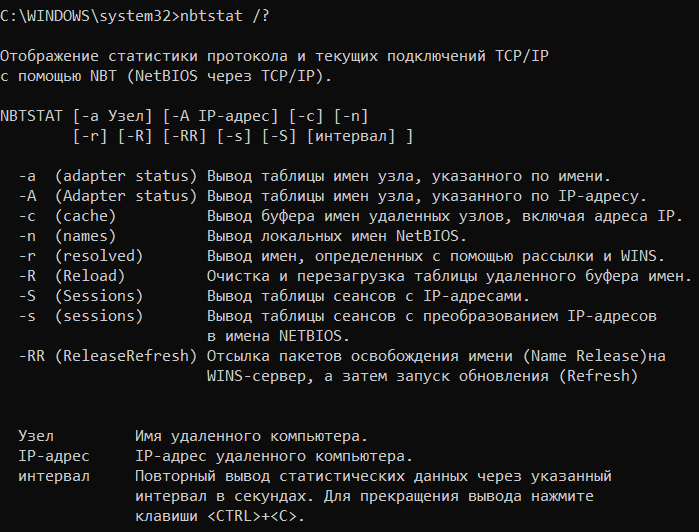 C:\WINDOWS\system32>nbtstat /?
Отображение статистики протокола и текущих подключений TCP/IP
с помощью NBT (NetBIOS через TCP/IP).
NBTSTAT [-a Узел] [-A IP-адрес] [-c] [-n]
[-r] [-R] [-RR] [-s] [-S] [интервал] ]
-a (adapter status) Вывод таблицы имен узла, указанного по имени.
-A (Adapter status) Вывод таблицы имен узла, указанного по IP-адресу.
-c (cache) Вывод буфера имен удаленных узлов, включая адреса IP.
-n (names) Вывод локальных имен NetBIOS.
-r (resolved) Вывод имен, определенных с помощью рассылки и WINS.
-R (Reload) Очистка и перезагрузка таблицы удаленного буфера имен.
-S (Sessions) Вывод таблицы сеансов с IP-адресами.
-s (sessions) Вывод таблицы сеансов с преобразованием IP-адресов
в имена NETBIOS.
-RR (ReleaseRefresh) Отсылка пакетов освобождения имени (Name Release)на
WINS-сервер, а затем запуск обновления (Refresh)
Узел Имя удаленного компьютера.
IP-адрес IP-адрес удаленного компьютера.
интервал Повторный вывод статистических данных через указанный
интервал в секундах. Для прекращения вывода нажмите
клавиши <CTRL>+<C>.